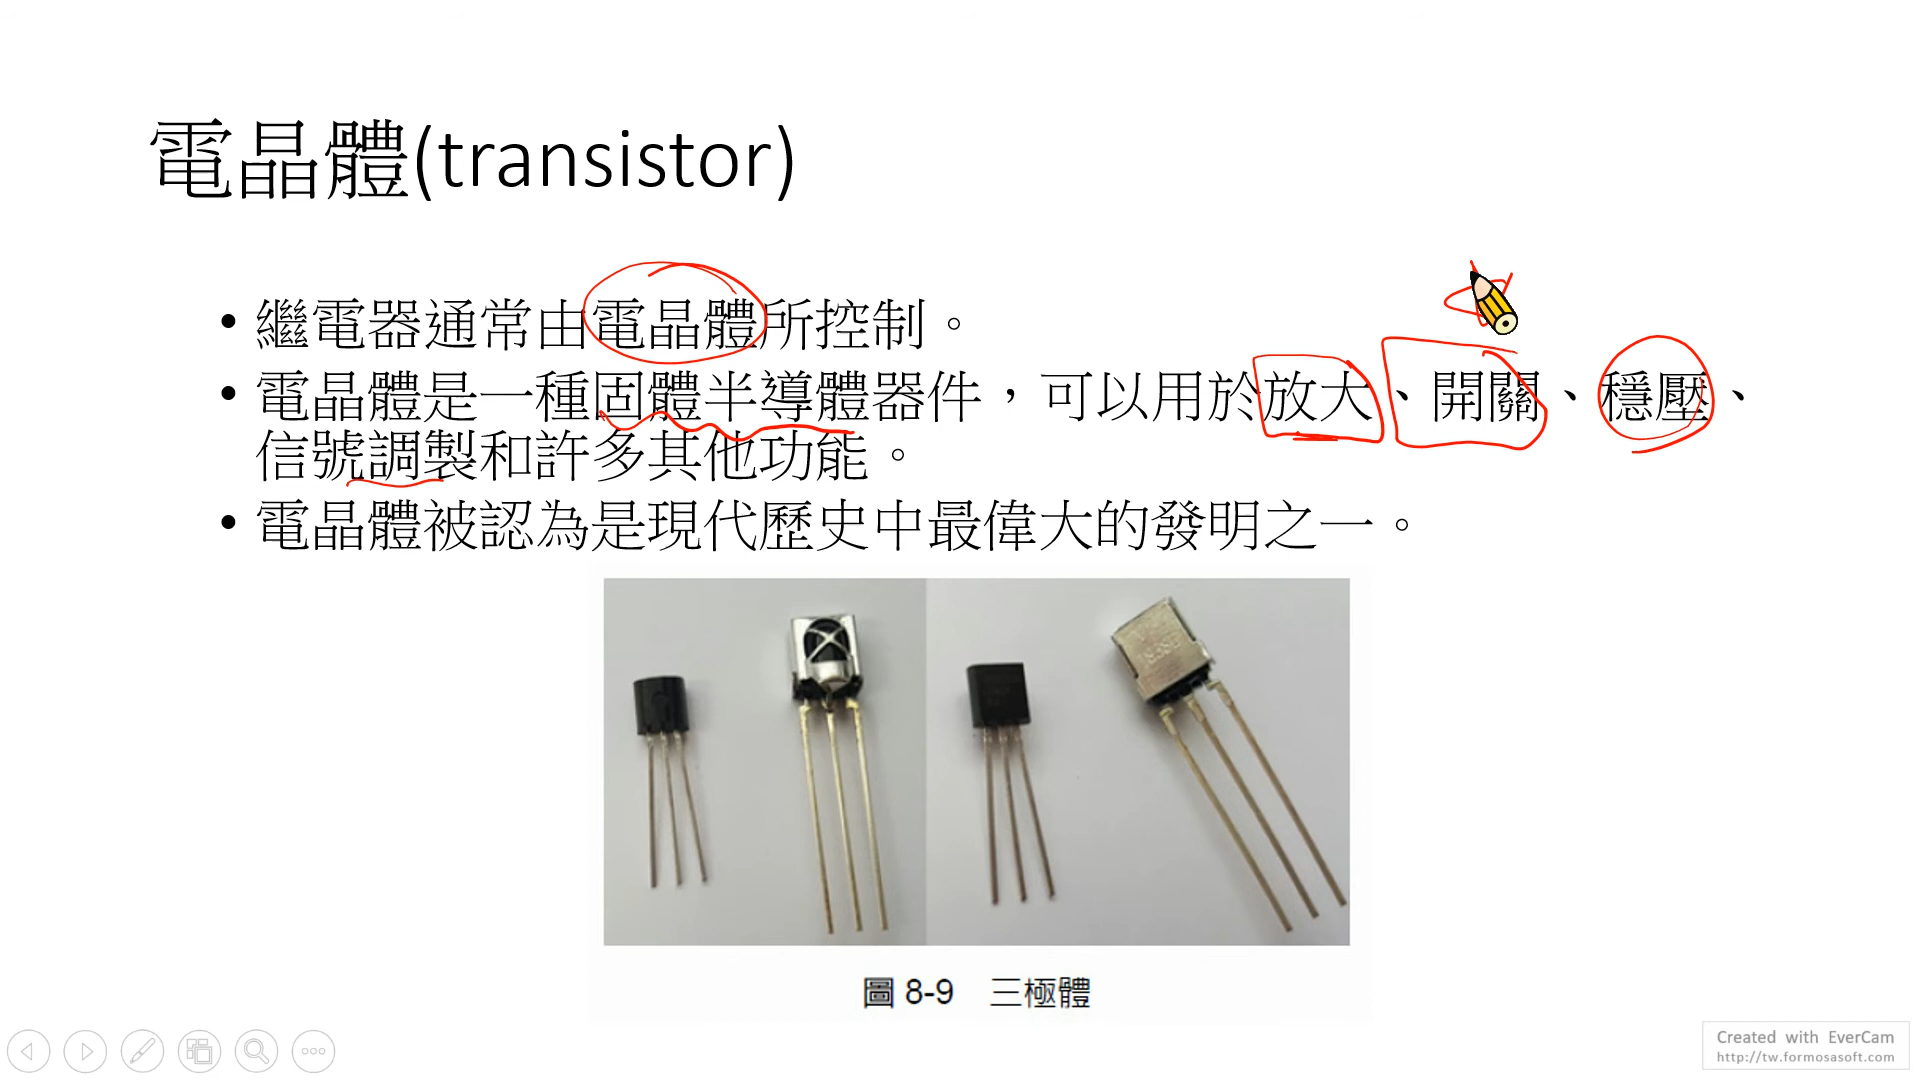 電晶體(transistor)
• 繼電器通常由電晶體所控制。
• 電晶體是一種固體半導體器件，可以用於放大、開關、穩壓、
信號調製和許多其他功能。
• 電晶體被認為是現代歷史中最偉大的發明之一。
圖 8-9 三極體
Created with EverCam
http://tw.formosasoft.com